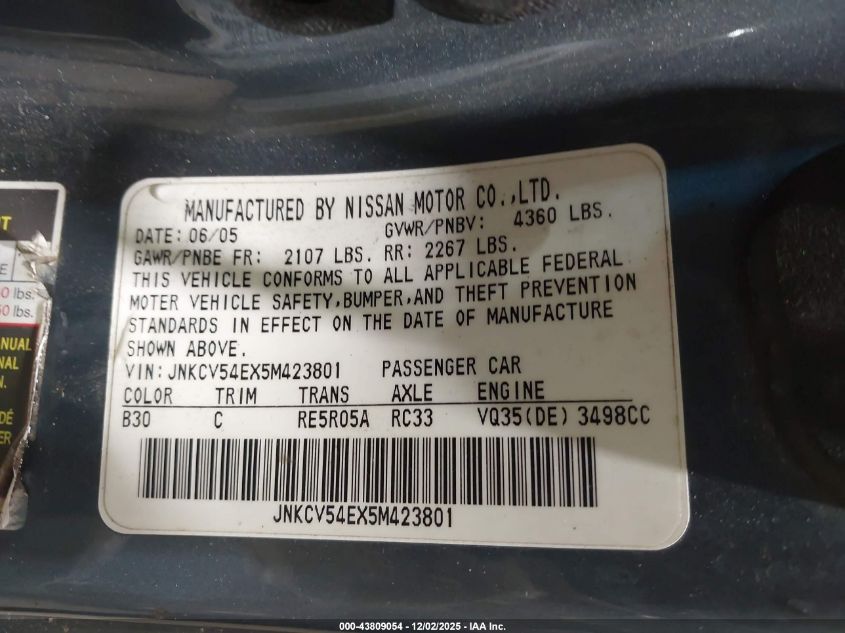 MANUFACTURED BY NISSAN MOTOR CO.,LTD.
DATE: 06/05 GVWR/PNBV: 4360 LBS.
GAWR/PNBE FR: 2107 LBS. RR: 2267 LBS.
THIS VEHICLE CONFORMS TO ALL APPLICABLE FEDERAL
MOTER VEHICLE SAFETY,BUMPER,AND THEFT PREVENTION
STANDARDS IN EFFECT ON THE DATE OF MANUFACTURE
SHOWN ABOVE.
VIN:JNKCV54EX5M423801 PASSENGER CAR
COLOR TRIM TRANS AXLE ENGINE
B30 C RE5R05A RC33 VQ35(DE) 3498CC
JNKCV54EX5M423801
lbs.
lbs.
ANUAL
000-43809054 - 12/02/2025 - IAA Inc.